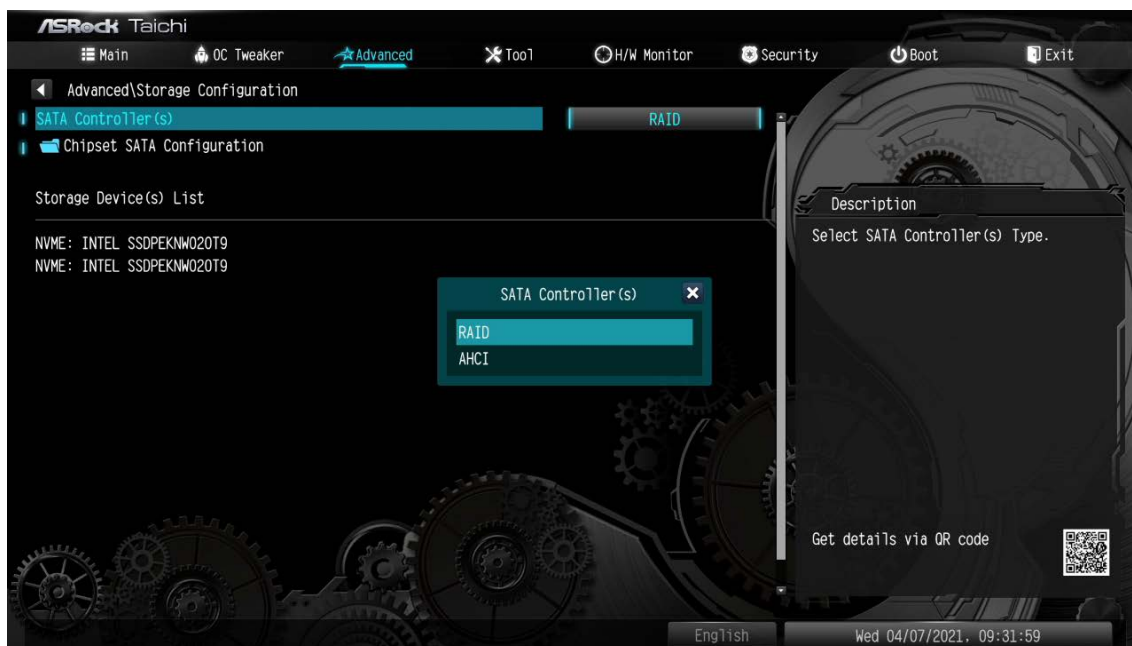 ASRock Taichi
Main OC Tweaker Advanced Tool H/W Monitor Security Boot Exit
Advanced\Storage Configuration
SATA Controller(s) RAID
Chipset SATA Configuration
Storage Device(s) List
Description
Select SATA Controller(s) Type.
NVME: INTEL SSDPEKNW020T9
NVME: INTEL SSDPEKNW020T9
SATA Controller(s)
RAID
AHCI
Get details via QR code
English Wed 04/07/2021, 09:31:59